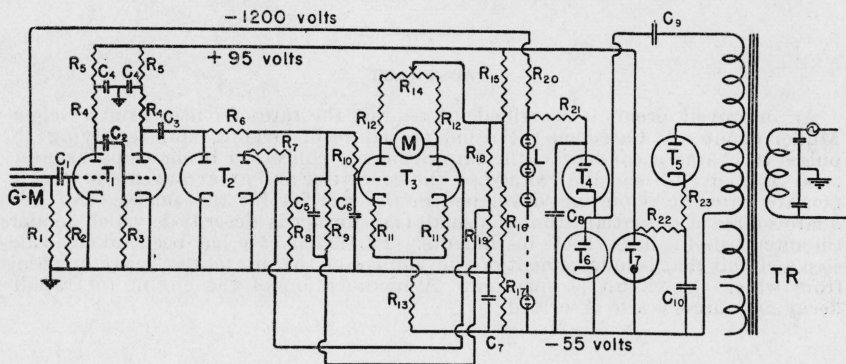 −1200 volts
C₉
+95 volts
R₅ C₄ C₄ R₅
R₁₄
R₁₅ R₂₀
R₂₁
R₄ R₄ C₃ R₆
R₁₂ M R₁₂
C₂
R₇
R₁₀
R₁₈
L
T₅
C₁ T₁ T₂ T₃ T₄
G-M
R₂₃
C₅ C₆
C₈
R₂₂
R₁ R₂ R₃ R₈ R₉ R₁₁ R₁₁ R₁₉ R₁₆
T₆ T₇
TR
R₁₃ R₁₇
C₁₀
C₇
−55 volts